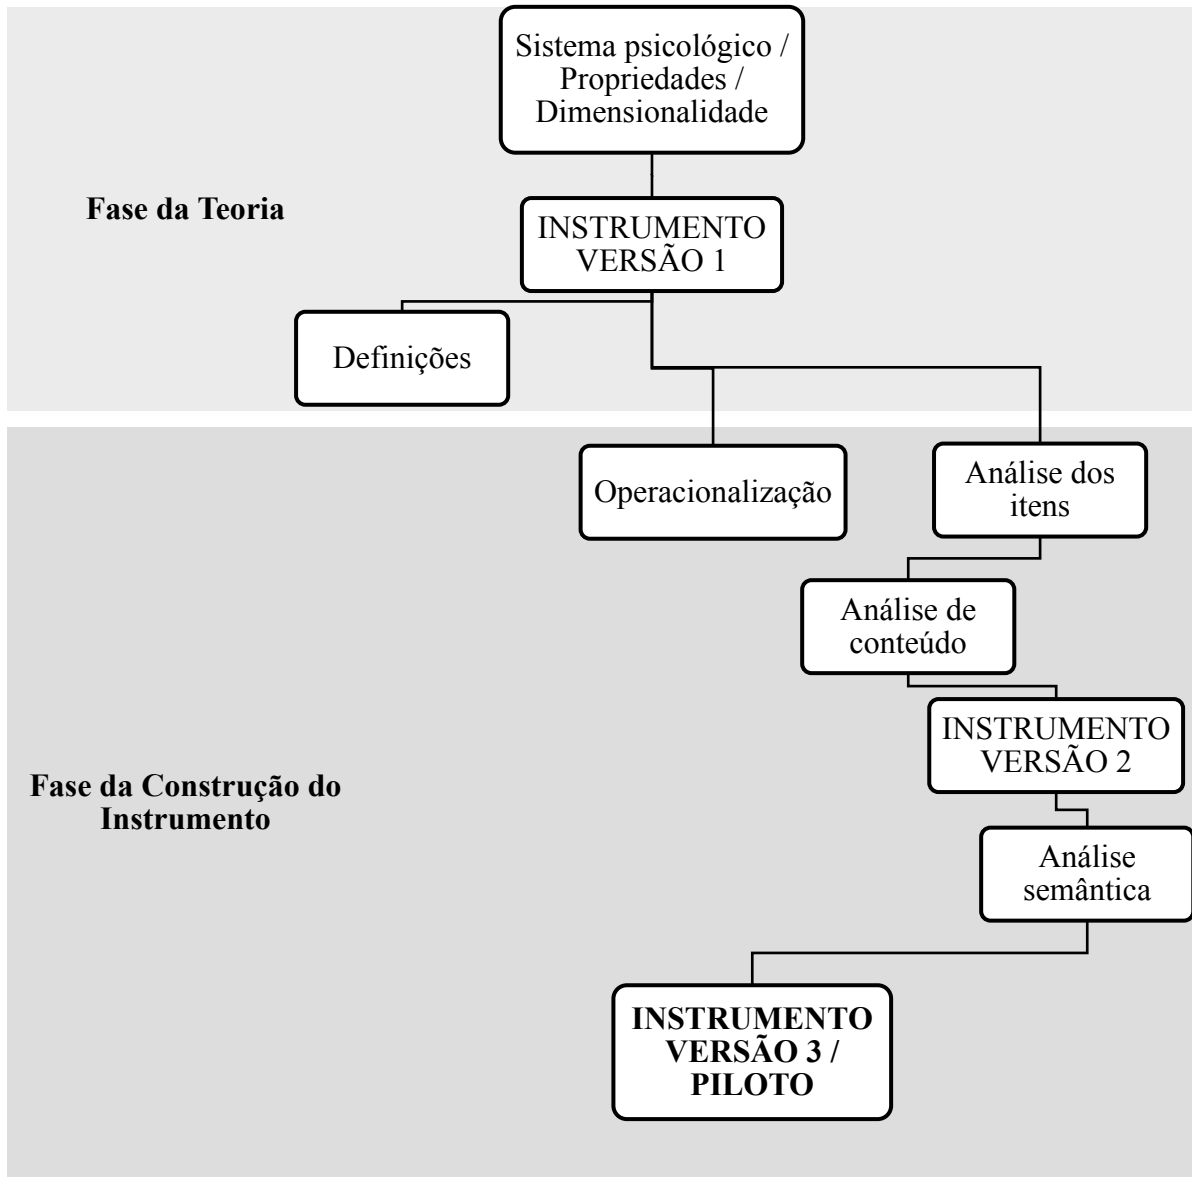 Sistema psicológico /
Propriedades /
Dimensionalidade
Fase da Teoria
INSTRUMENTO
VERSÃO 1
Definições
Operacionalização
Análise dos
itens
Análise de
conteúdo
INSTRUMENTO
VERSÃO 2
Fase da Construção do
Instrumento
Análise
semântica
INSTRUMENTO
VERSÃO 3 /
PILOTO